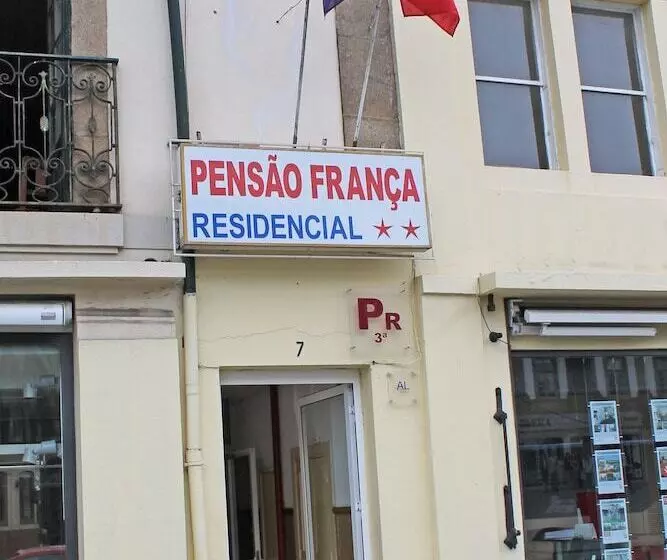 PENSÃO FRANÇA
RESIDENCIAL ★★
PR
3ª
7
AL